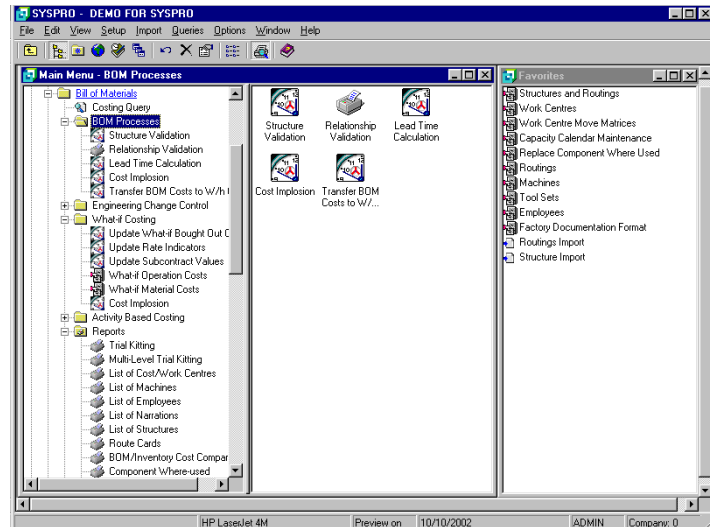 SYSPRO - DEMO FOR SYSPRO
File Edit View Setup Import Queries Options Window Help
Main Menu - BOM Processes
Bill of Materials
Costing Query
BOM Processes
Structure Validation
Relationship Validation
Lead Time Calculation
Cost Implosion
Transfer BOM Costs to W/h
Engineering Change Control
What-if Costing
Update What-if Bought Out C
Update Rate Indicators
Update Subcontract Values
What-if Operation Costs
What-if Material Costs
Cost Implosion
Activity Based Costing
Reports
Trial Kitting
Multi-Level Trial Kitting
List of Cost/Work Centres
List of Machines
List of Employees
List of Narrations
List of Structures
Route Cards
BOM/Inventory Cost Compar
Component Where-used
Structure Validation
Relationship Validation
Lead Time Calculation
Cost Implosion
Transfer BOM Costs to W/...
Favorites
Structures and Routings
Work Centres
Work Centre Move Matrices
Capacity Calendar Maintenance
Replace Component Where Used
Routings
Machines
Tool Sets
Employees
Factory Documentation Format
Routings Import
Structure Import
HP LaserJet 4M Preview on 10/10/2002 ADMIN Company: 0